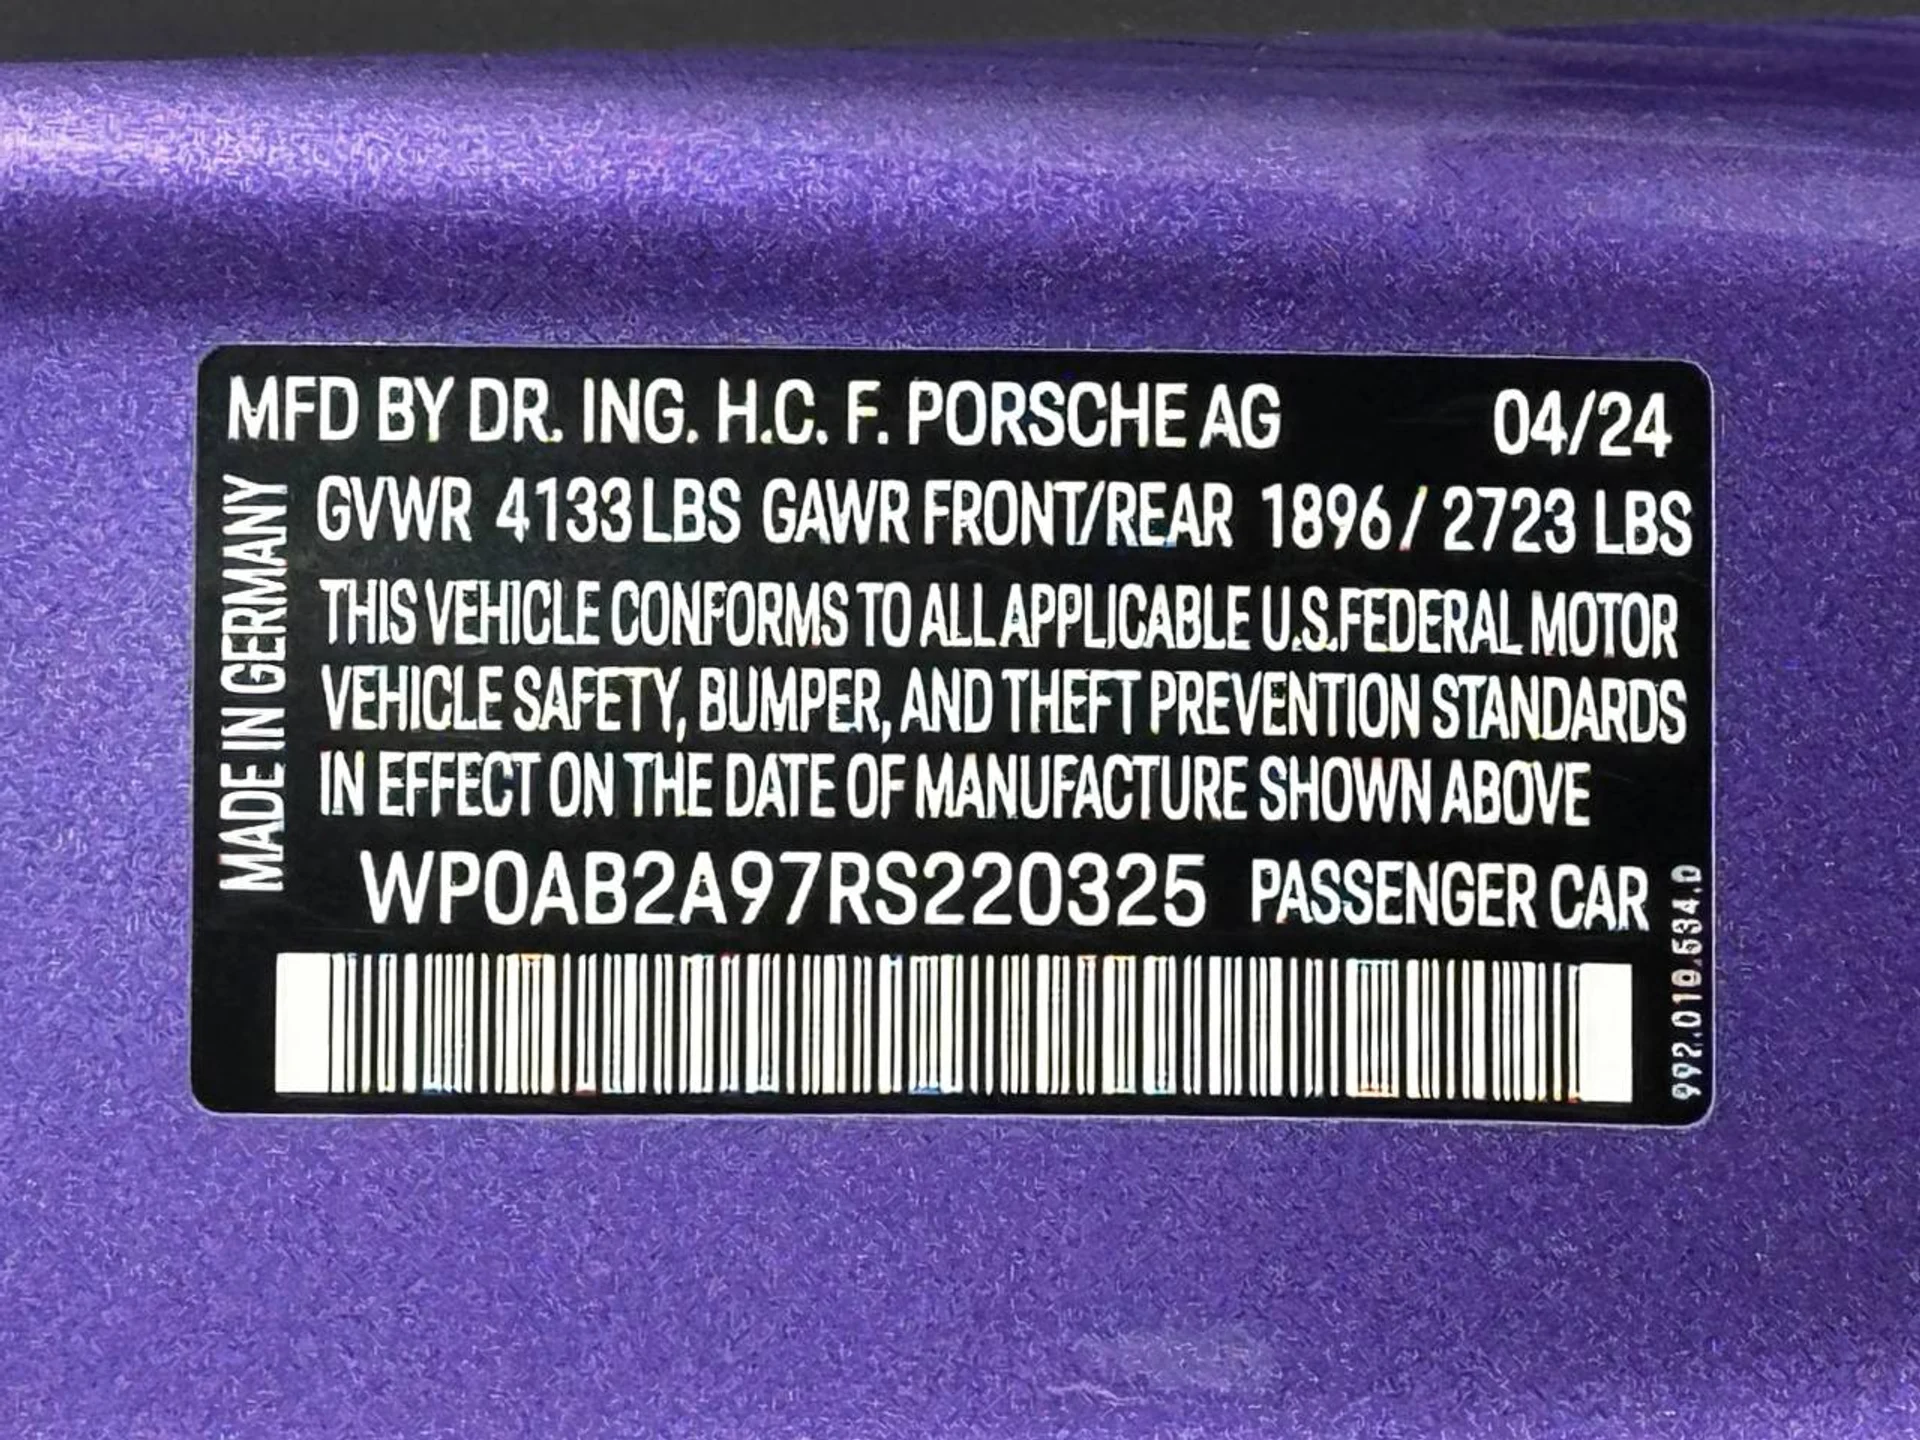 MFD BY DR. ING. H.C. F. PORSCHE AG 04/24
GVWR 4133 LBS GAWR FRONT/REAR 1896 / 2723 LBS
THIS VEHICLE CONFORMS TO ALL APPLICABLE U.S.FEDERAL MOTOR
VEHICLE SAFETY, BUMPER, AND THEFT PREVENTION STANDARDS
IN EFFECT ON THE DATE OF MANUFACTURE SHOWN ABOVE
WP0AB2A97RS220325 PASSENGER CAR
MADE IN GERMANY
992.010.534.D